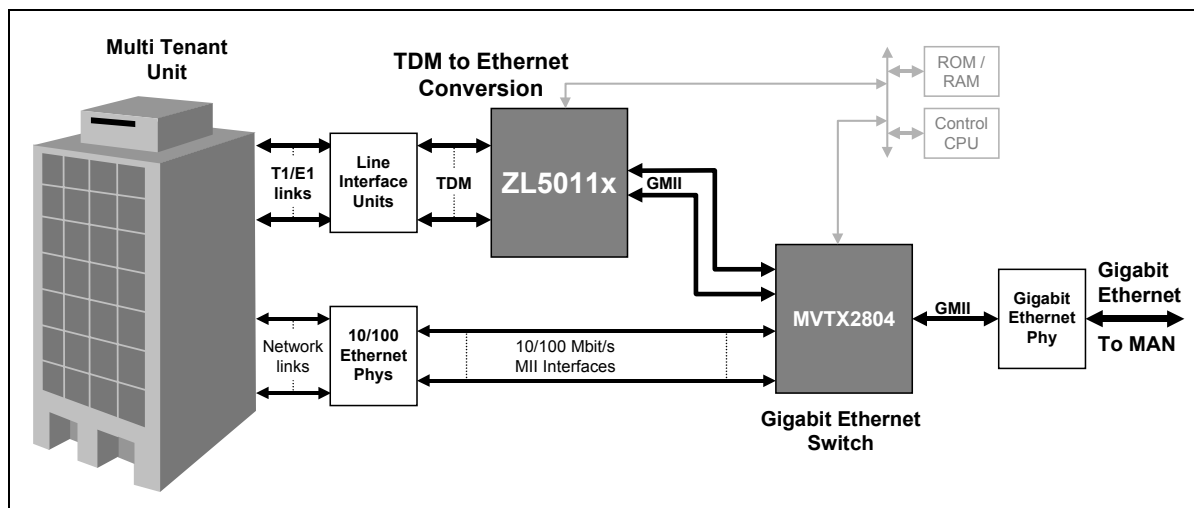 Multi Tenant
Unit
TDM to Ethernet
Conversion
ROM /
RAM
Control
CPU
T1/E1
links
Line
Interface
Units
TDM
ZL5011x
GMII
Network
links
10/100
Ethernet
Phys
10/100 Mbit/s
MII Interfaces
MVTX2804
GMII
Gigabit
Ethernet
Phy
Gigabit
Ethernet
To MAN
Gigabit Ethernet
Switch